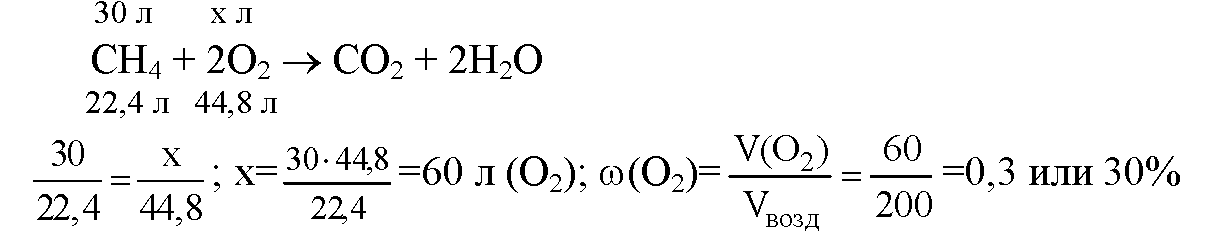 30 л х л
CH₄ + 2O₂ → CO₂ + 2H₂O
22,4 л 44,8 л
30/22,4 = х/44,8 ; х= 30·44,8/22,4 =60 л (O₂); ω(O₂)= V(O₂)/Vвозд = 60/200 =0,3 или 30%